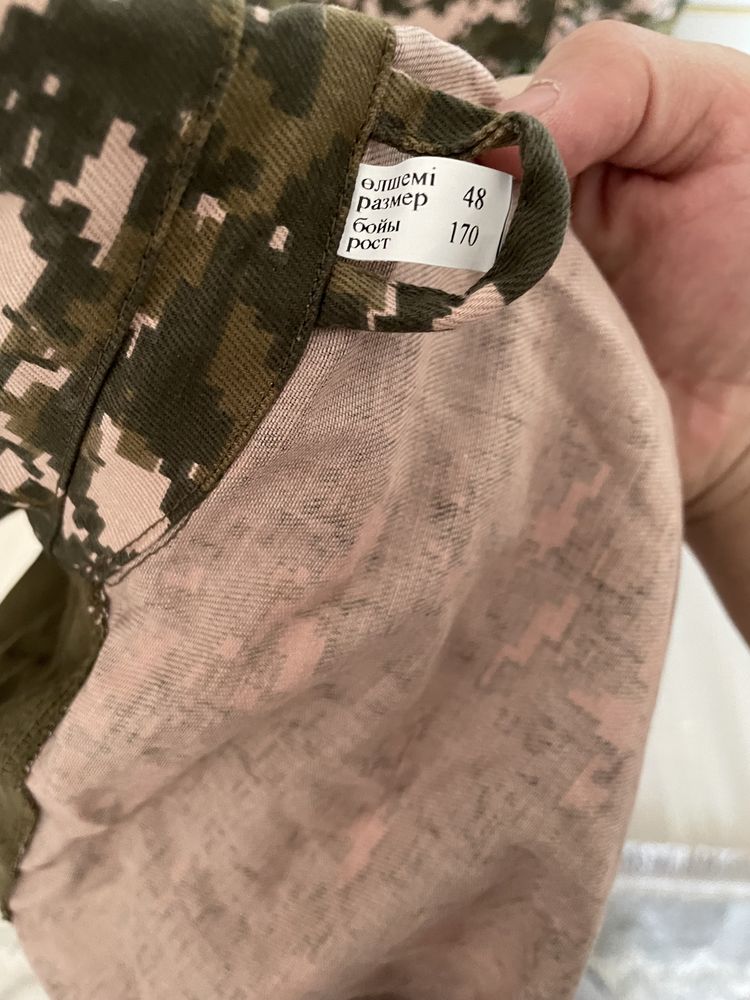 өлшемі
размер 48
бойы
рост 170